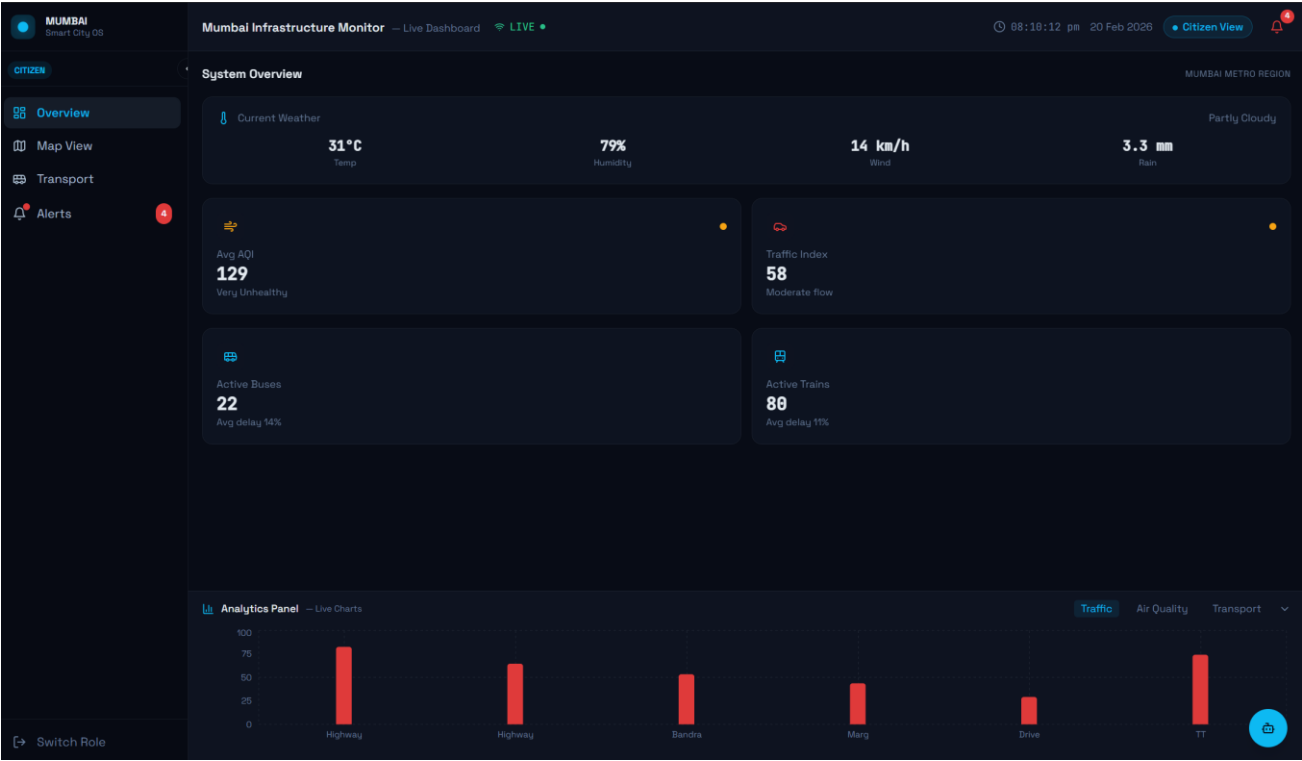 MUMBAI
Smart City OS
CITIZEN
Overview
Map View
Transport
Alerts
4
Switch Role
Mumbai Infrastructure Monitor — Live Dashboard LIVE
08:10:12 pm 20 Feb 2026 Citizen View 4
System Overview
MUMBAI METRO REGION
Current Weather
Partly Cloudy
31°C 79% 14 km/h 3.3 mm
Temp Humidity Wind Rain
Avg AQI
129
Very Unhealthy
Traffic Index
58
Moderate flow
Active Buses
22
Avg delay 14%
Active Trains
80
Avg delay 11%
Analytics Panel — Live Charts
Traffic Air Quality Transport
100
75
50
25
0
Highway Highway Bandra Marg Drive TT